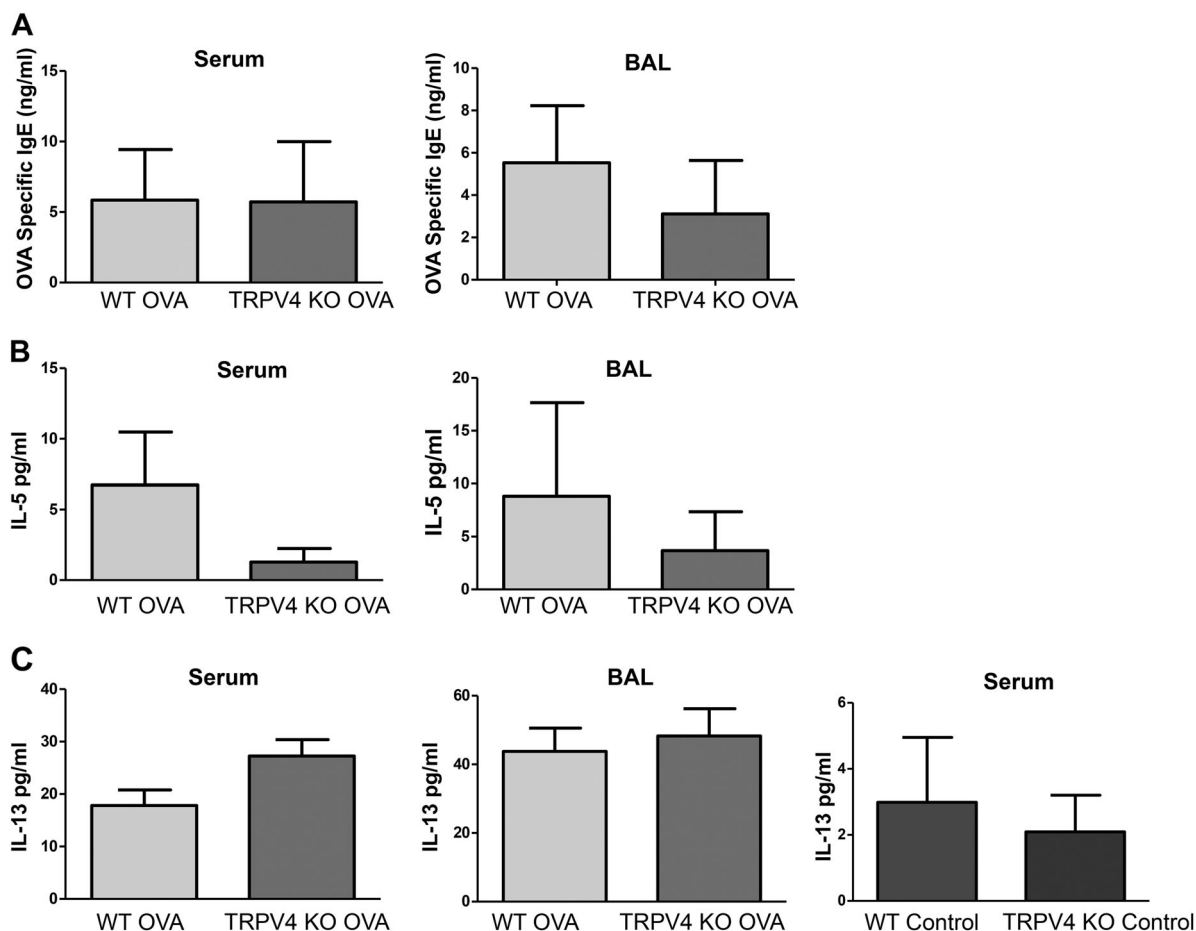 A
Serum
OVA Specific IgE (ng/ml)
15
10
5
0
WT OVA
TRPV4 KO OVA
BAL
OVA Specific IgE (ng/ml)
10
8
6
4
2
0
WT OVA
TRPV4 KO OVA
B
Serum
IL-5 pg/ml
15
10
5
0
WT OVA
TRPV4 KO OVA
BAL
IL-5 pg/ml
20
15
10
5
0
WT OVA
TRPV4 KO OVA
C
Serum
IL-13 pg/ml
40
30
20
10
0
WT OVA
TRPV4 KO OVA
BAL
IL-13 pg/ml
60
40
20
0
WT OVA
TRPV4 KO OVA
Serum
IL-13 pg/ml
6
4
2
0
WT Control
TRPV4 KO Control